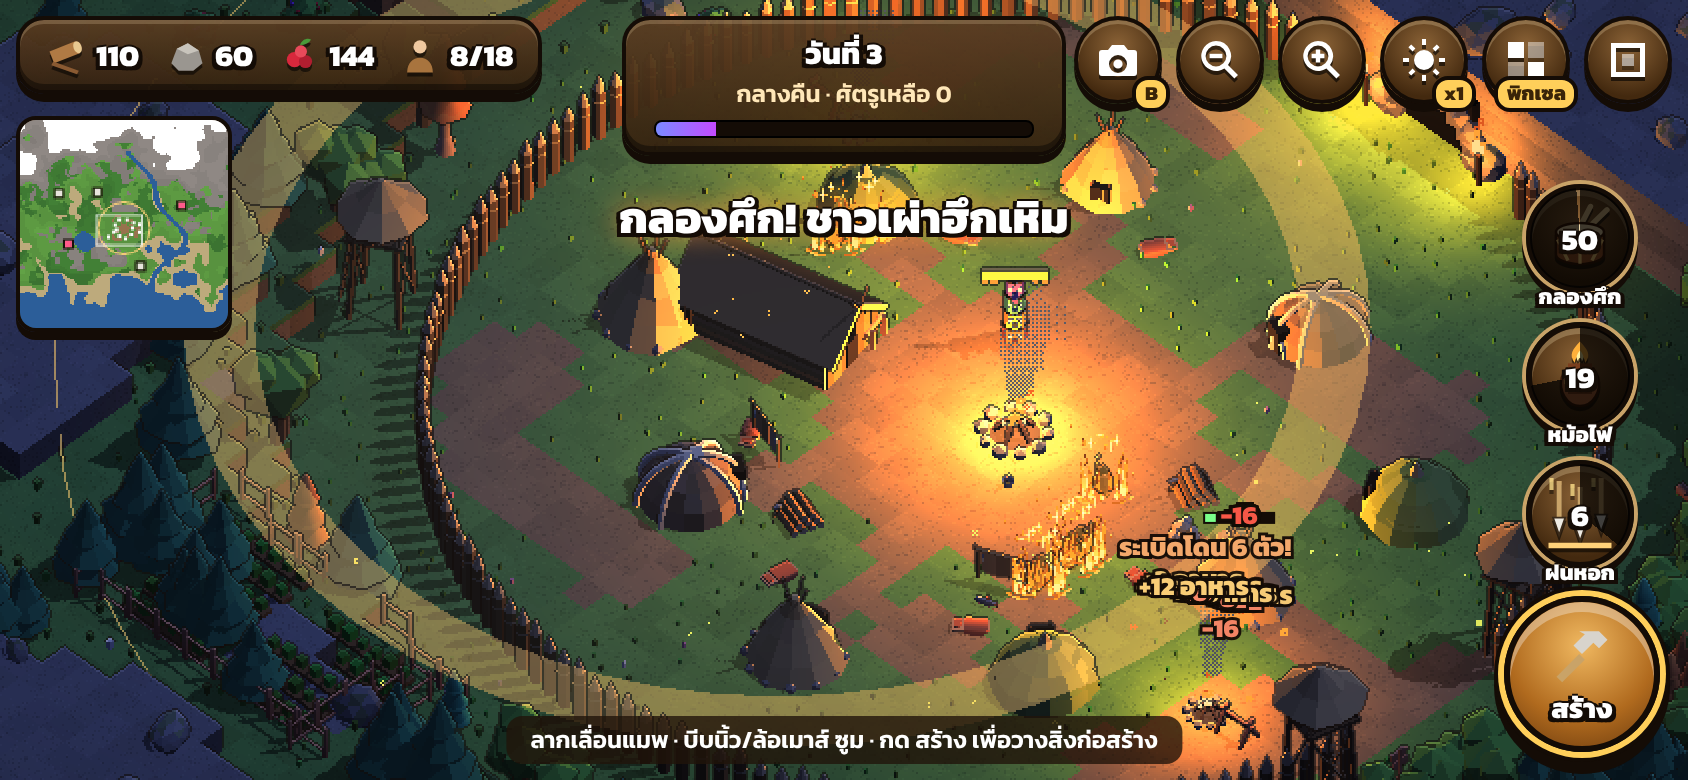 110 60 144 8/18
วันที่ 3
กลางคืน · ศัตรูเหลือ 0
B
x1
พิกเซล
กลองศึก! ชาวเผ่าฮึกเหิม
50
กลองศึก
19
หม้อไฟ
6
ฝนหอก
-16
ระเบิดโดน 6 ตัว!
+12 อาหาร
-16
สร้าง
ลากเลื่อนแมพ · บีบนิ้ว/ล้อเมาส์ ซูม · กด สร้าง เพื่อวางสิ่งก่อสร้าง